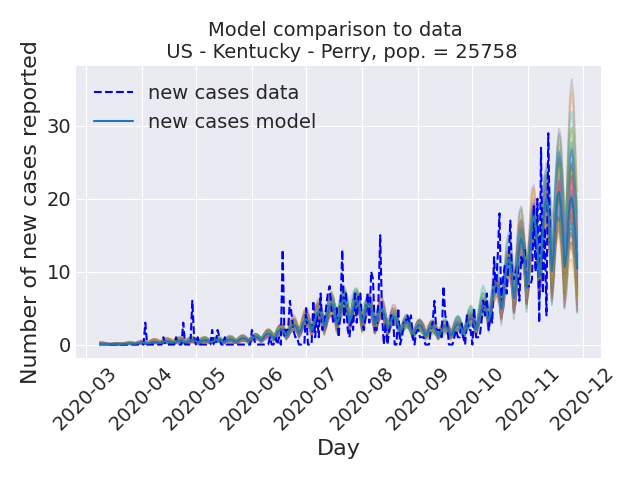 Model comparison to data
US - Kentucky - Perry, pop. = 25758
Number of new cases reported
new cases data
new cases model
30
20
10
0
2020-03
2020-04
2020-05
2020-06
2020-07
2020-08
2020-09
2020-10
2020-11
2020-12
Day